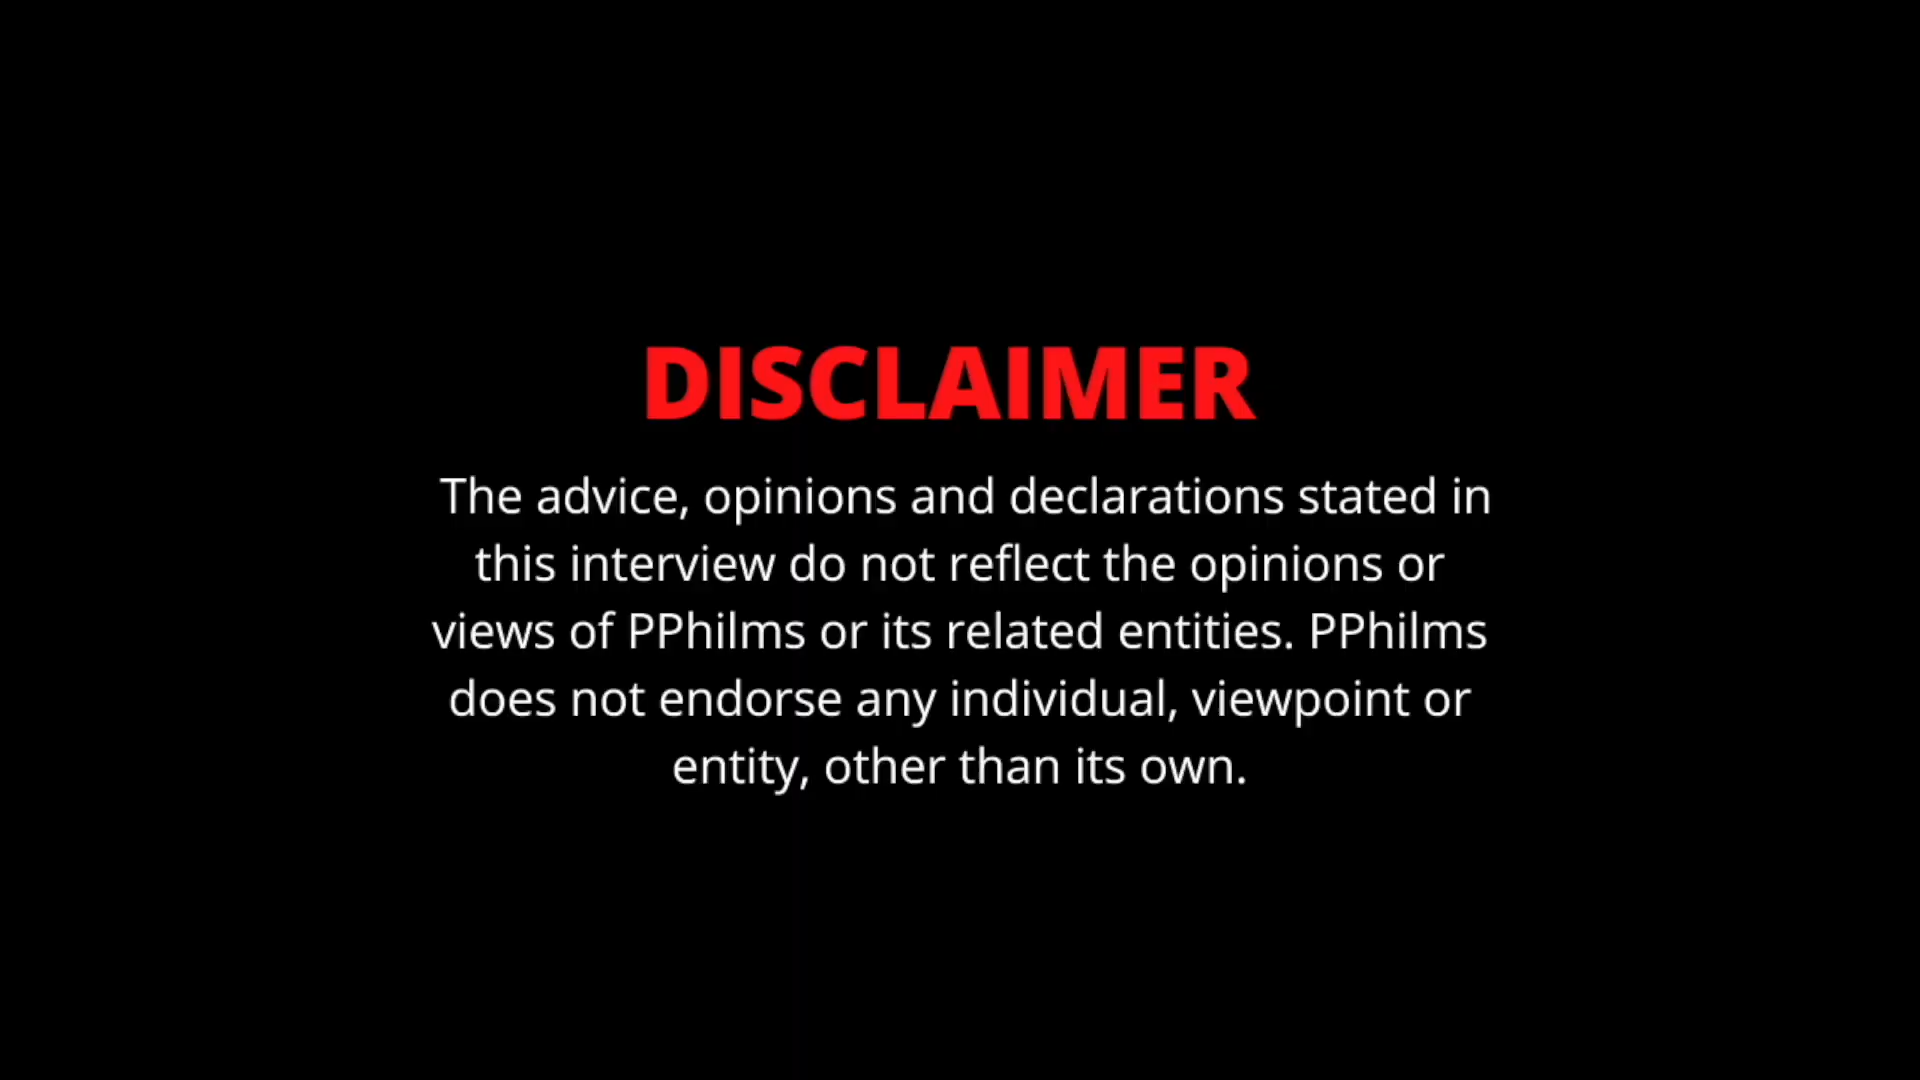 DISCLAIMER
The advice, opinions and declarations stated in
this interview do not reflect the opinions or
views of PPhilms or its related entities. PPhilms
does not endorse any individual, viewpoint or
entity, other than its own.